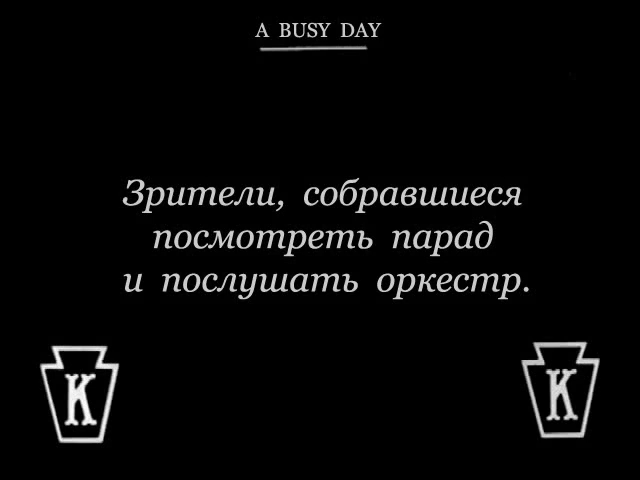 A BUSY DAY
Зрители, собравшиеся
посмотреть парад
и послушать оркестр.
K
K